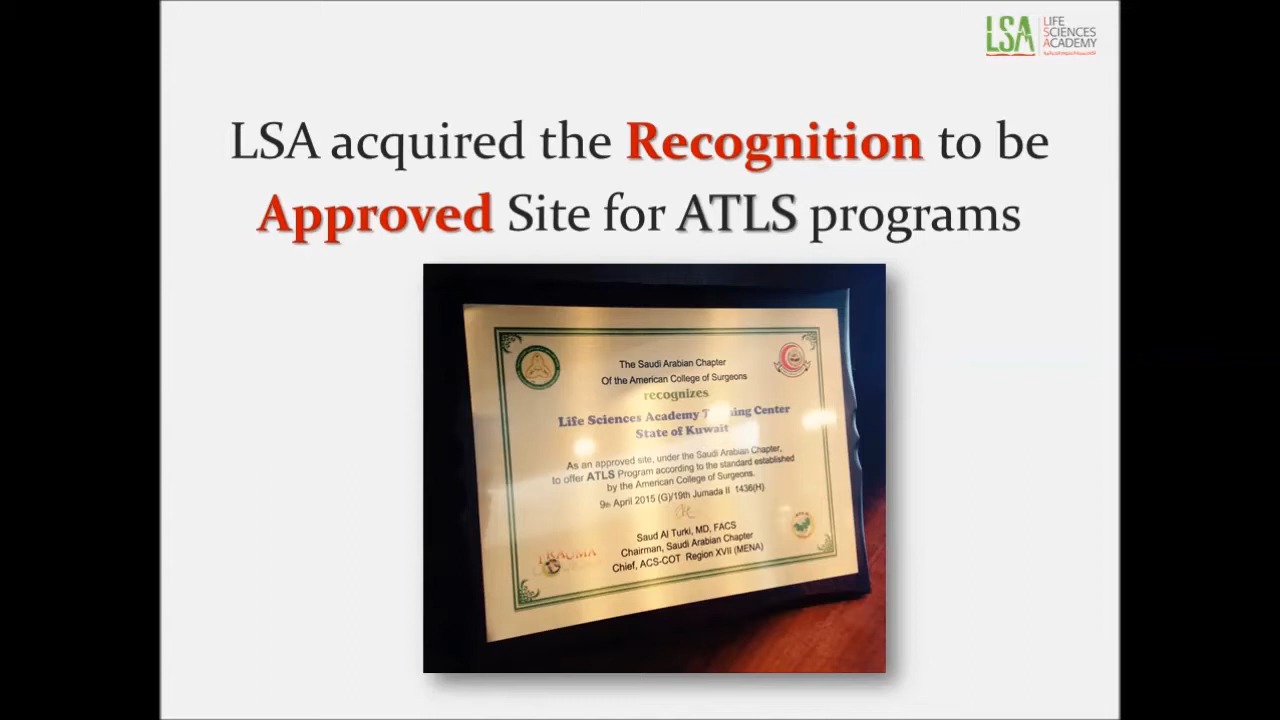 LSA
LIFE
SCIENCES
ACADEMY
LSA acquired the Recognition to be
Approved Site for ATLS programs
The Saudi Arabian Chapter
Of the American College of Surgeons
recognizes
Life Sciences Academy Training Center
State of Kuwait
As an approved site, under the Saudi Arabian Chapter,
to offer ATLS Program according to the standard established
by the American College of Surgeons.
9th April 2015 (G)/19th Jumada II 1436(H)
Saud Al Turki, MD, FACS
Chairman, Saudi Arabian Chapter
Chief, ACS-COT Region XVII (MENA)
TRAUMA